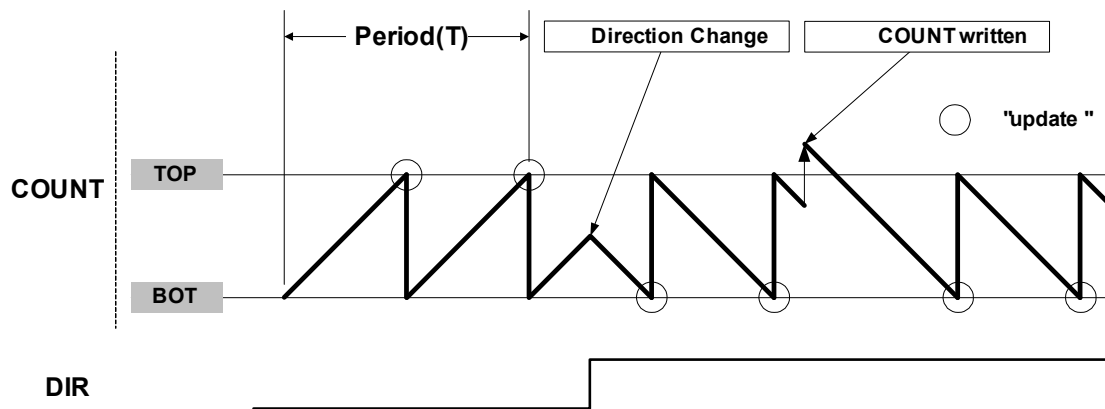 Period(T)
Direction Change
COUNT written
"update "
TOP
COUNT
BOT
DIR